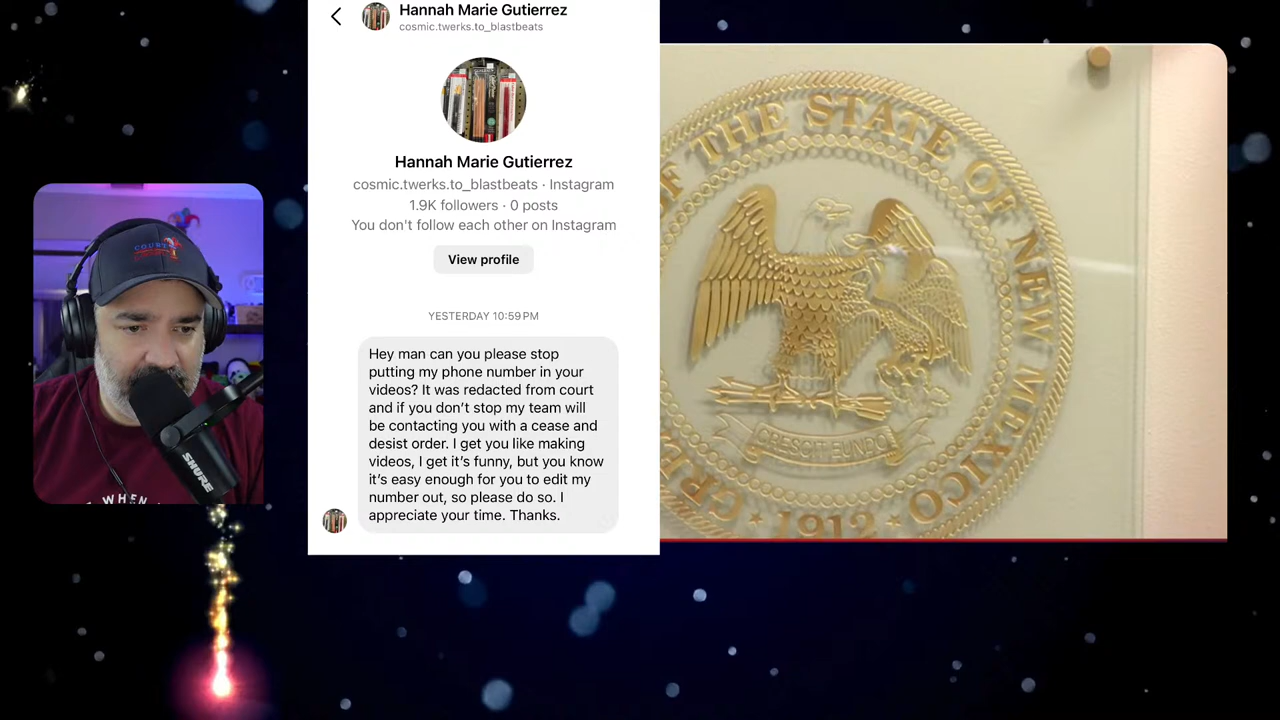 Hannah Marie Gutierrez
cosmic.twerks.to_blastbeats
Hannah Marie Gutierrez
cosmic.twerks.to_blastbeats · Instagram
1.9K followers · 0 posts
You don't follow each other on Instagram
View profile
YESTERDAY 10:59 PM
Hey man can you please stop
putting my phone number in your
videos? It was redacted from court
and if you don't stop my team will
be contacting you with a cease and
desist order. I get you like making
videos, I get it's funny, but you know
it's easy enough for you to edit my
number out, so please do so. I
appreciate your time. Thanks.
OF THE STATE OF NEW MEXICO
CRESCIT EUNDO
1912
COURT
SHURE
WHEN